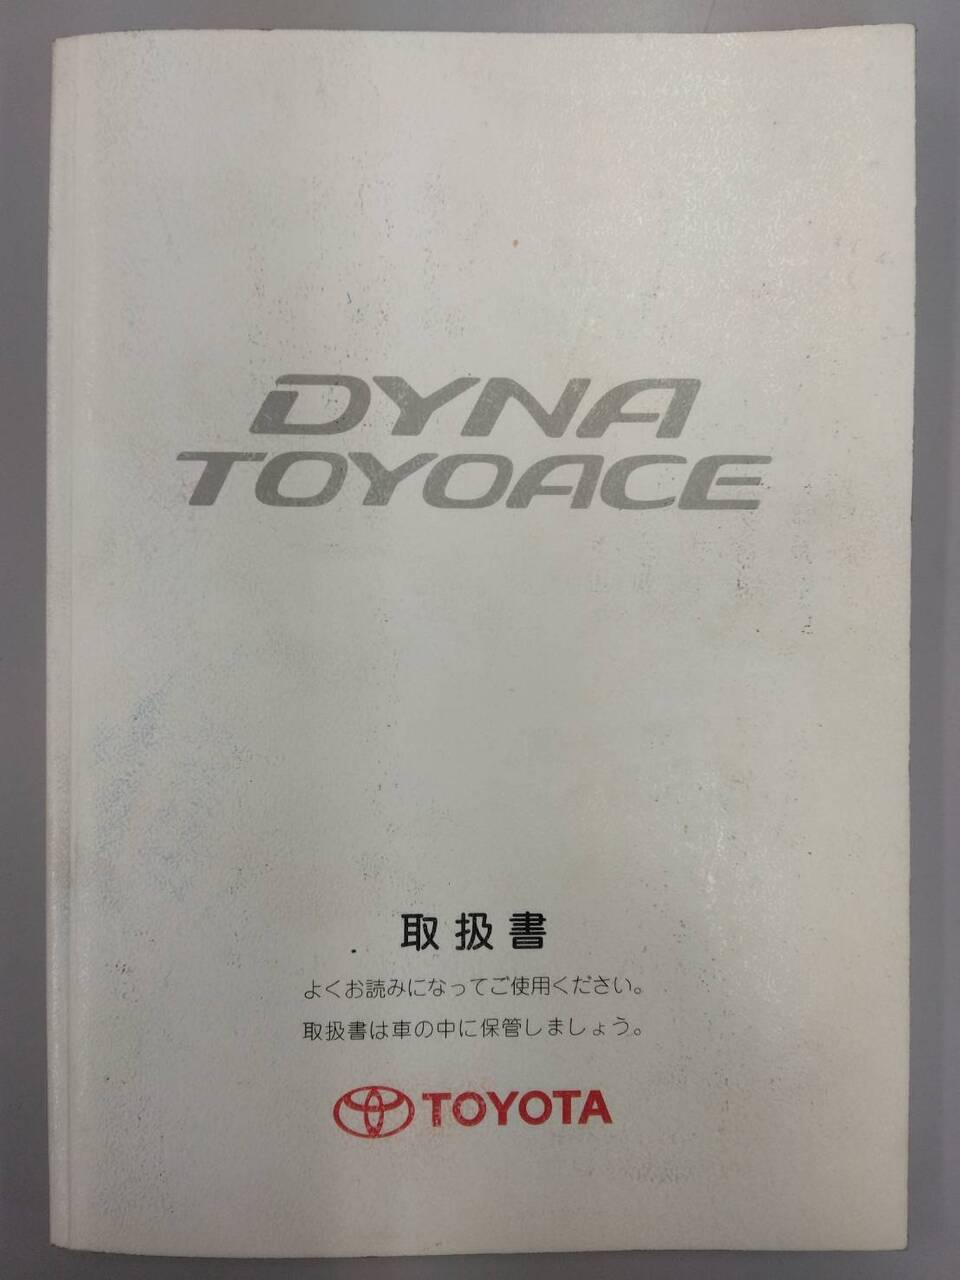 DYNA
TOYOACE
取扱書
よくお読みになってご使用ください。
取扱書は車の中に保管しましょう。
TOYOTA